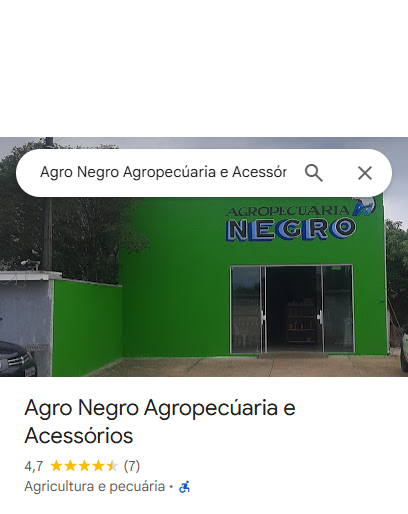 Agro Negro Agropecúaria e Acessór
AGROPECUARIA
NEGRO
Agro Negro Agropecúaria e
Acessórios
4,7 (7)
Agricultura e pecuária ·